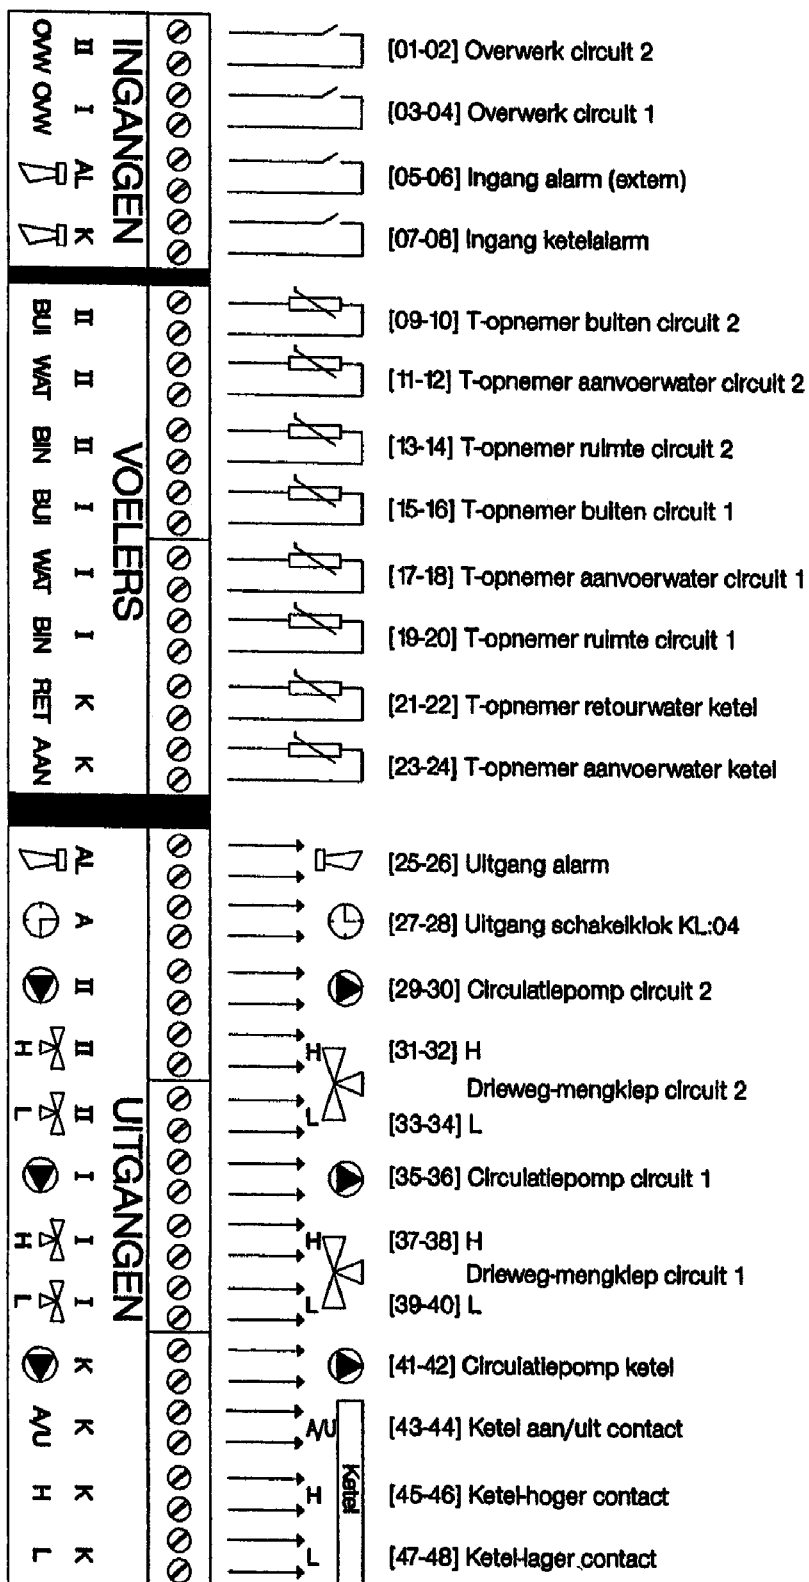 INGANGEN
OVW II [01-02] Overwerk circuit 2
OVW I [03-04] Overwerk circuit 1
AL [05-06] Ingang alarm (extern)
K [07-08] Ingang ketelalarm
VOELERS
BUI II [09-10] T-opnemer buiten circuit 2
WAT II [11-12] T-opnemer aanvoerwater circuit 2
BIN II [13-14] T-opnemer ruimte circuit 2
BUI I [15-16] T-opnemer buiten circuit 1
WAT I [17-18] T-opnemer aanvoerwater circuit 1
BIN I [19-20] T-opnemer ruimte circuit 1
RET K [21-22] T-opnemer retourwater ketel
AAN K [23-24] T-opnemer aanvoerwater ketel
UITGANGEN
AL [25-26] Uitgang alarm
A [27-28] Uitgang schakelklok KL:04
II [29-30] Circulatiepomp circuit 2
H II H [31-32] H
Drieweg-mengklep circuit 2
L II L [33-34] L
I [35-36] Circulatiepomp circuit 1
H I H [37-38] H
Drieweg-mengklep circuit 1
L I L [39-40] L
K [41-42] Circulatiepomp ketel
A/U K A/U [43-44] Ketel aan/uit contact
Ketel
H K H [45-46] Ketel-hoger contact
L K L [47-48] Ketel-lager contact